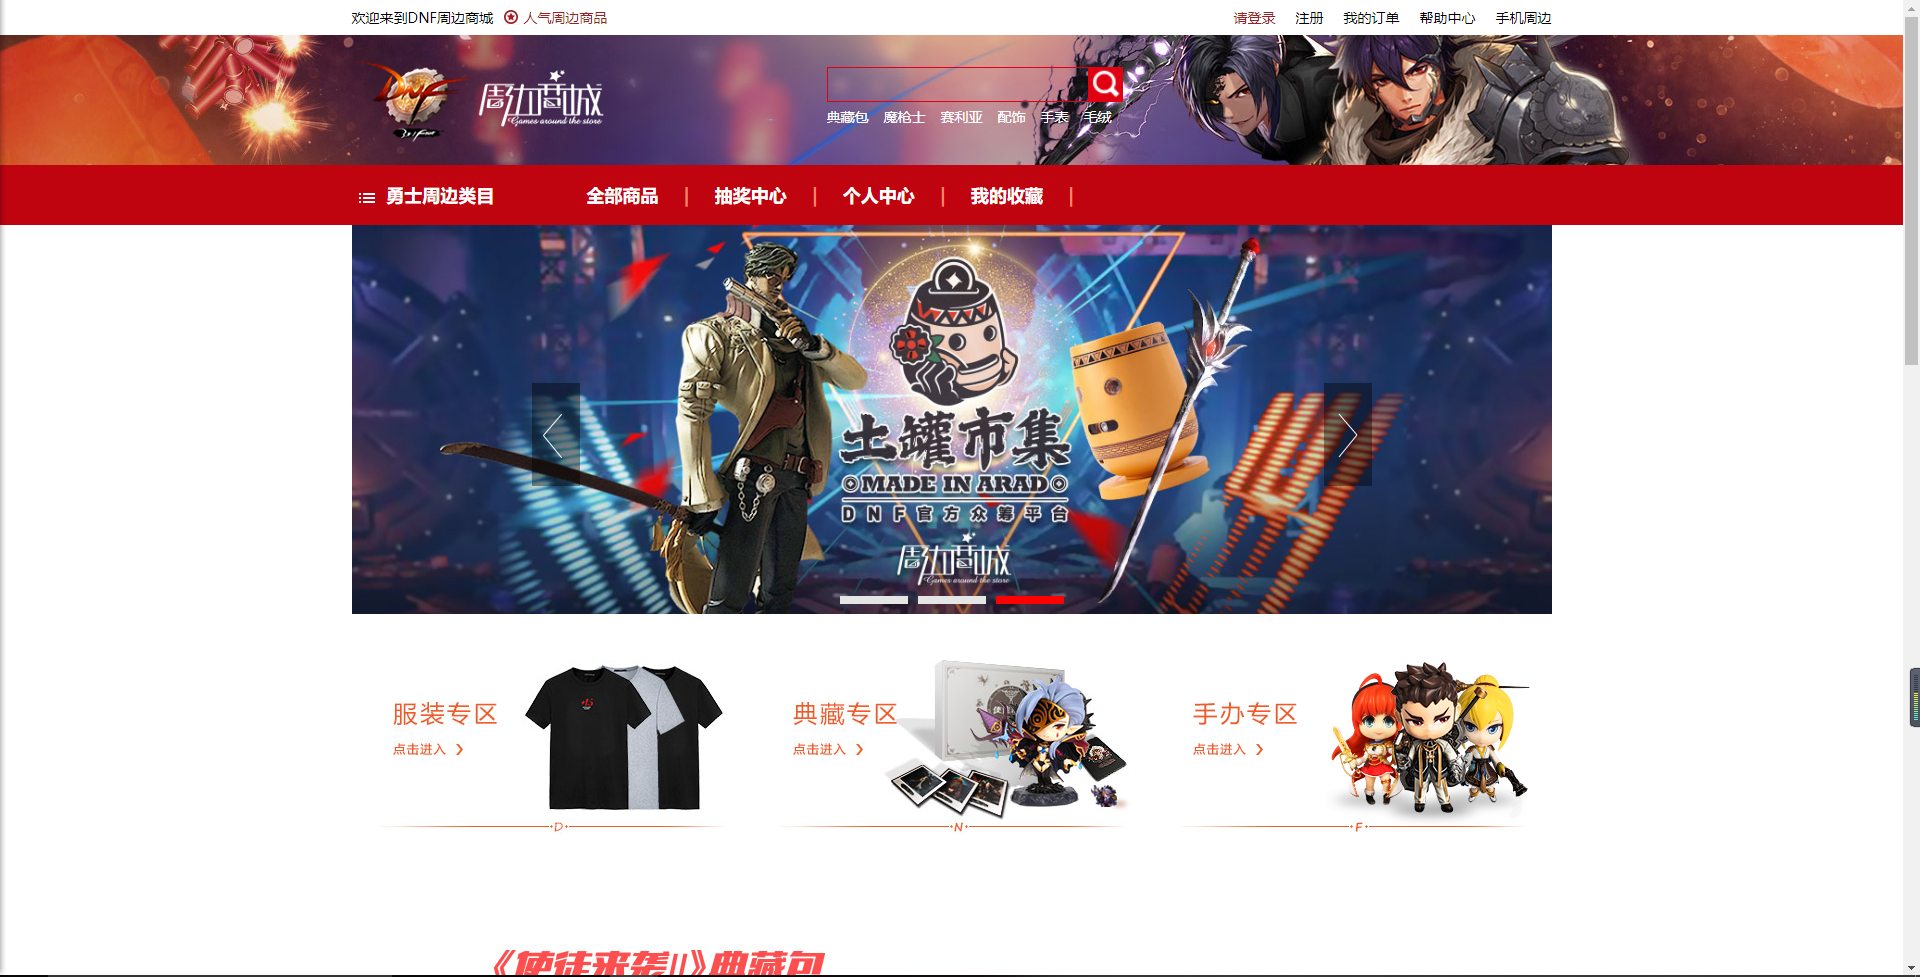 欢迎来到DNF周边商城 人气周边商品 请登录 注册 我的订单 帮助中心 手机周边
DNF 周边商城
Games around the store
典藏包 魔枪士 赛利亚 配饰 手表 毛绒
勇士周边类目 全部商品 | 抽奖中心 | 个人中心 | 我的收藏 |
土罐市集
MADE IN ARAD
DNF官方众筹平台
周边商城
Games around the store
服装专区 典藏专区 手办专区
点击进入 点击进入 点击进入
D N F
《使徒来袭II》典藏包